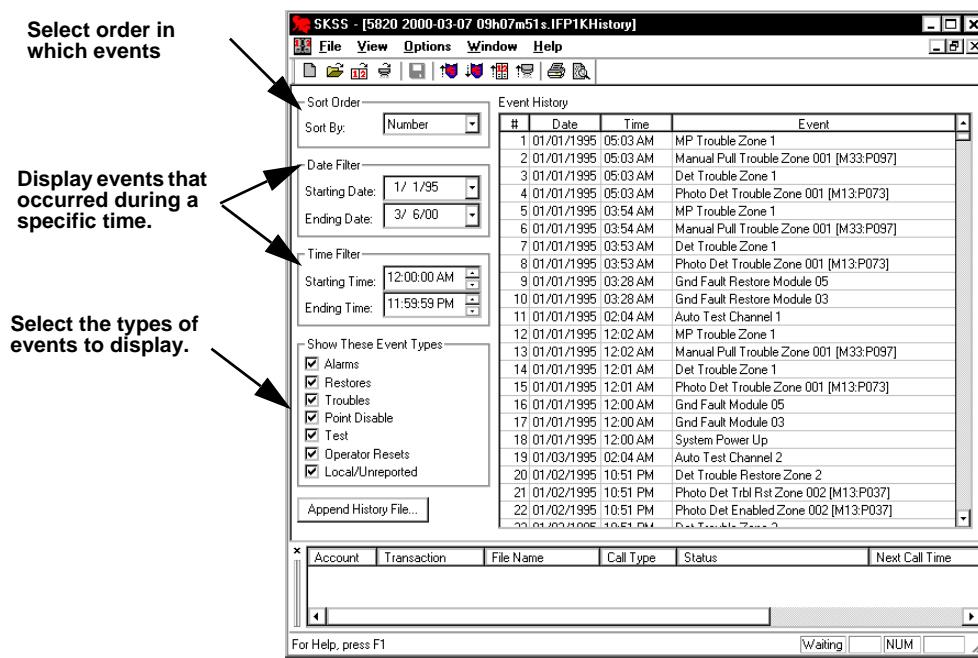 Select order in
which events
Display events that
occurred during a
specific time.
Select the types of
events to display.
SKSS - [5820 2000-03-07 09h07m51s.IFP1KHistory]
File View Options Window Help
Sort Order
Sort By: Number
Date Filter
Starting Date: 1/ 1/95
Ending Date: 3/ 6/00
Time Filter
Starting Time: 12:00:00 AM
Ending Time: 11:59:59 PM
Show These Event Types
Alarms
Restores
Troubles
Point Disable
Test
Operator Resets
Local/Unreported
Append History File...
Event History
# Date Time Event
1 01/01/1995 05:03 AM MP Trouble Zone 1
2 01/01/1995 05:03 AM Manual Pull Trouble Zone 001 [M33:P097]
3 01/01/1995 05:03 AM Det Trouble Zone 1
4 01/01/1995 05:03 AM Photo Det Trouble Zone 001 [M13:P073]
5 01/01/1995 03:54 AM MP Trouble Zone 1
6 01/01/1995 03:54 AM Manual Pull Trouble Zone 001 [M33:P097]
7 01/01/1995 03:53 AM Det Trouble Zone 1
8 01/01/1995 03:53 AM Photo Det Trouble Zone 001 [M13:P073]
9 01/01/1995 03:28 AM Gnd Fault Restore Module 05
10 01/01/1995 03:28 AM Gnd Fault Restore Module 03
11 01/01/1995 02:04 AM Auto Test Channel 1
12 01/01/1995 12:02 AM MP Trouble Zone 1
13 01/01/1995 12:02 AM Manual Pull Trouble Zone 001 [M33:P097]
14 01/01/1995 12:01 AM Det Trouble Zone 1
15 01/01/1995 12:01 AM Photo Det Trouble Zone 001 [M13:P073]
16 01/01/1995 12:00 AM Gnd Fault Module 05
17 01/01/1995 12:00 AM Gnd Fault Module 03
18 01/01/1995 12:00 AM System Power Up
19 01/03/1995 02:04 AM Auto Test Channel 2
20 01/02/1995 10:51 PM Det Trouble Restore Zone 2
21 01/02/1995 10:51 PM Photo Det Trbl Rst Zone 002 [M13:P037]
22 01/02/1995 10:51 PM Photo Det Enabled Zone 002 [M13:P037]
Account Transaction File Name Call Type Status Next Call Time
For Help, press F1 Waiting NUM